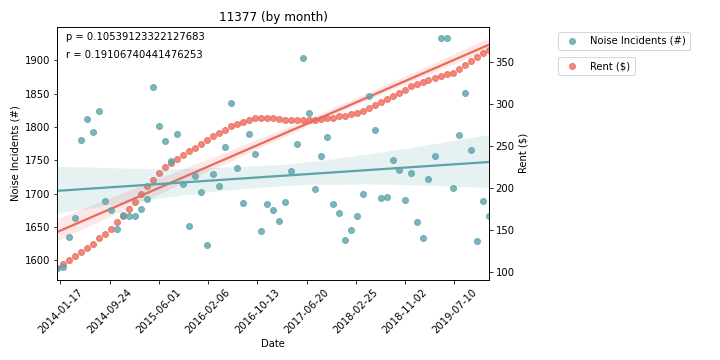 11377 (by month)
p = 0.10539123322127683
r = 0.19106740441476253
Noise Incidents (#)
Rent ($)
1900
1850
1800
1750
1700
1650
1600
Noise Incidents (#)
350
300
250
200
150
100
Rent ($)
2014-01-17
2014-09-24
2015-06-01
2016-02-06
2016-10-13
2017-06-20
2018-02-25
2018-11-02
2019-07-10
Date